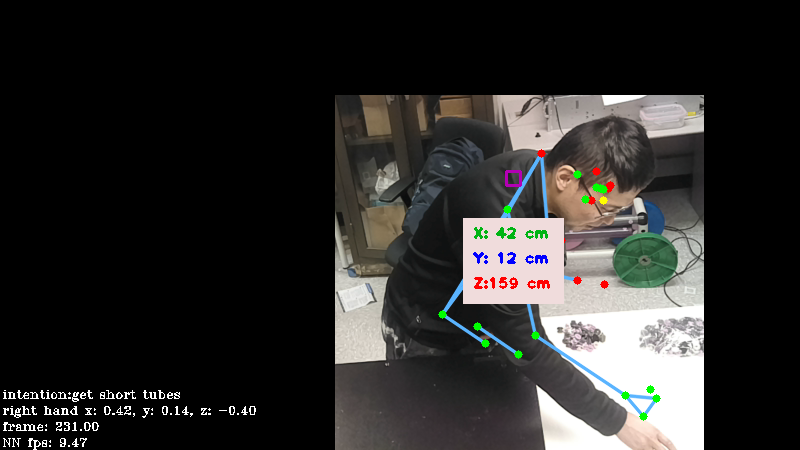 X: 42 cm
Y: 12 cm
Z:159 cm
intention:get short tubes
right hand x: 0.42, y: 0.14, z: −0.40
frame: 231.00
NN fps: 9.47